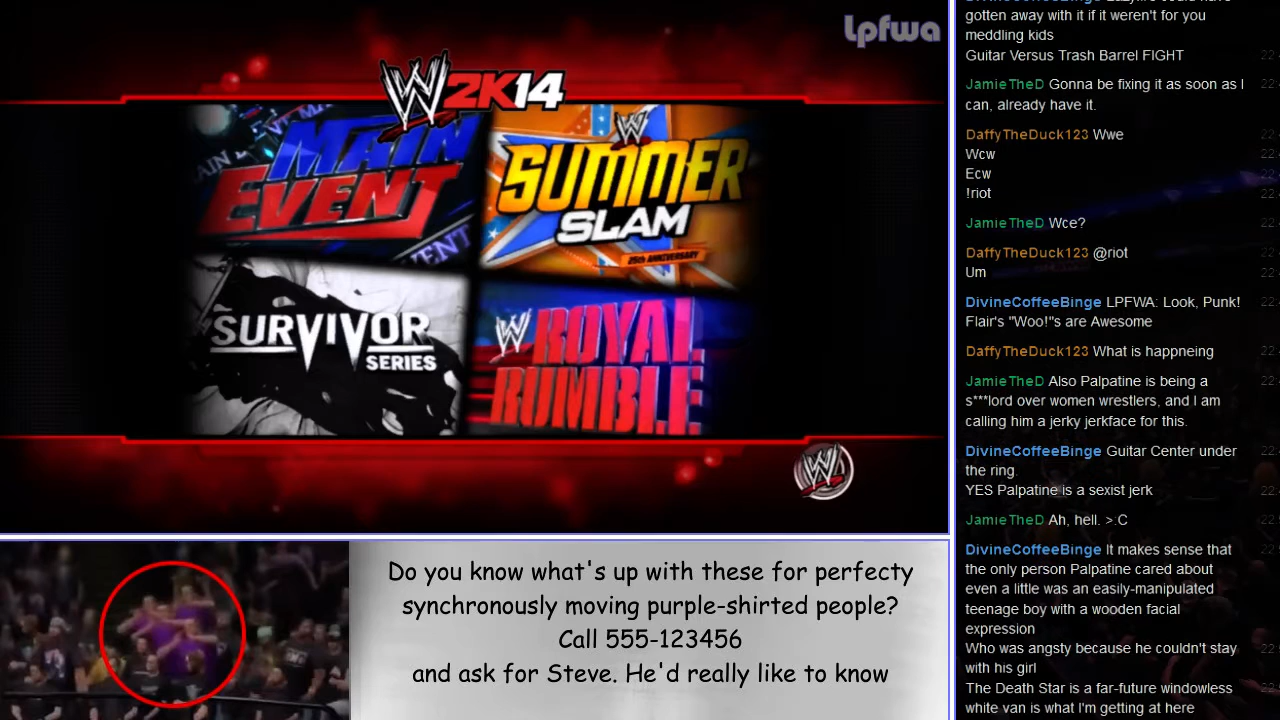 Lpfwa
W 2K14
MAIN EVENT
SUMMER SLAM
25th ANNIVERSARY
SURVIVOR SERIES
ROYAL RUMBLE
Do you know what's up with these for perfecty
synchronously moving purple-shirted people?
Call 555-123456
and ask for Steve. He'd really like to know
gotten away with it if it weren't for you
meddling kids
Guitar Versus Trash Barrel FIGHT
JamieTheD Gonna be fixing it as soon as I
can, already have it.
DaffyTheDuck123 Wwe
Wcw
Ecw
!riot
JamieTheD Wce?
DaffyTheDuck123 @riot
Um
DivineCoffeeBinge LPFWA: Look, Punk!
Flair's "Woo!"s are Awesome
DaffyTheDuck123 What is happneing
JamieTheD Also Palpatine is being a
s***lord over women wrestlers, and I am
calling him a jerky jerkface for this.
DivineCoffeeBinge Guitar Center under
the ring.
YES Palpatine is a sexist jerk
JamieTheD Ah, hell. >:C
DivineCoffeeBinge It makes sense that
the only person Palpatine cared about
even a little was an easily-manipulated
teenage boy with a wooden facial
expression
Who was angsty because he couldn't stay
with his girl
The Death Star is a far-future windowless
white van is what I'm getting at here